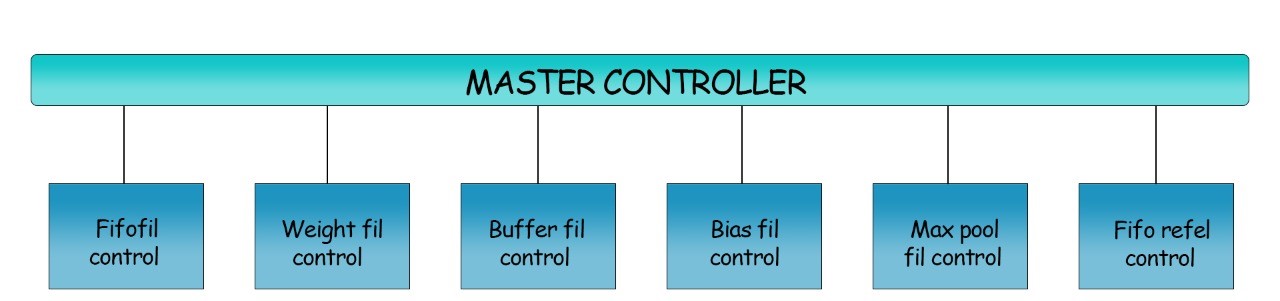 MASTER CONTROLLER
Fifofil
control
Weight fil
control
Buffer fil
control
Bias fil
control
Max pool
fil control
Fifo refel
control